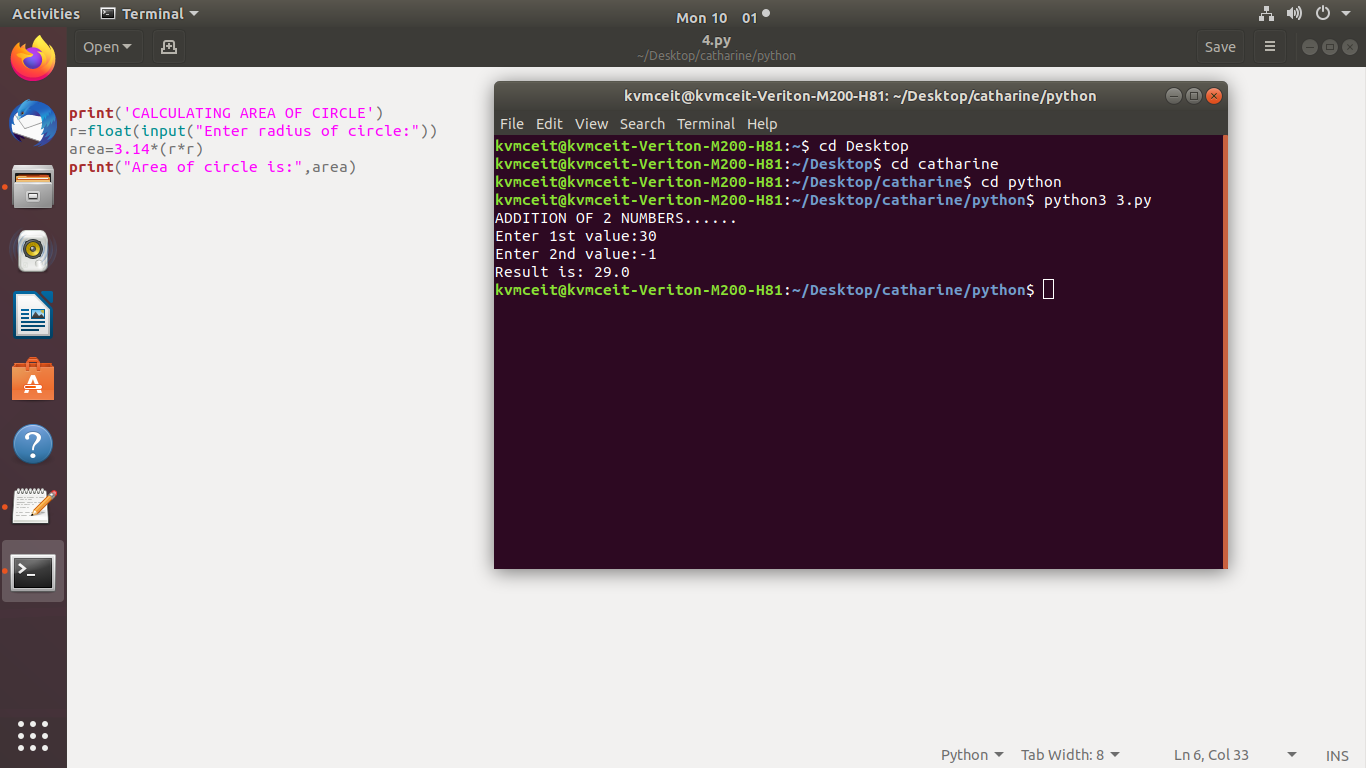 Activities Terminal Mon 10 01
Open 4.py Save
~/Desktop/catharine/python
print('CALCULATING AREA OF CIRCLE')
r=float(input("Enter radius of circle:"))
area=3.14*(r*r)
print("Area of circle is:",area)
kvmceit@kvmceit-Veriton-M200-H81: ~/Desktop/catharine/python
File Edit View Search Terminal Help
kvmceit@kvmceit-Veriton-M200-H81:~$ cd Desktop
kvmceit@kvmceit-Veriton-M200-H81:~/Desktop$ cd catharine
kvmceit@kvmceit-Veriton-M200-H81:~/Desktop/catharine$ cd python
kvmceit@kvmceit-Veriton-M200-H81:~/Desktop/catharine/python$ python3 3.py
ADDITION OF 2 NUMBERS......
Enter 1st value:30
Enter 2nd value:-1
Result is: 29.0
kvmceit@kvmceit-Veriton-M200-H81:~/Desktop/catharine/python$
Python Tab Width: 8 Ln 6, Col 33 INS